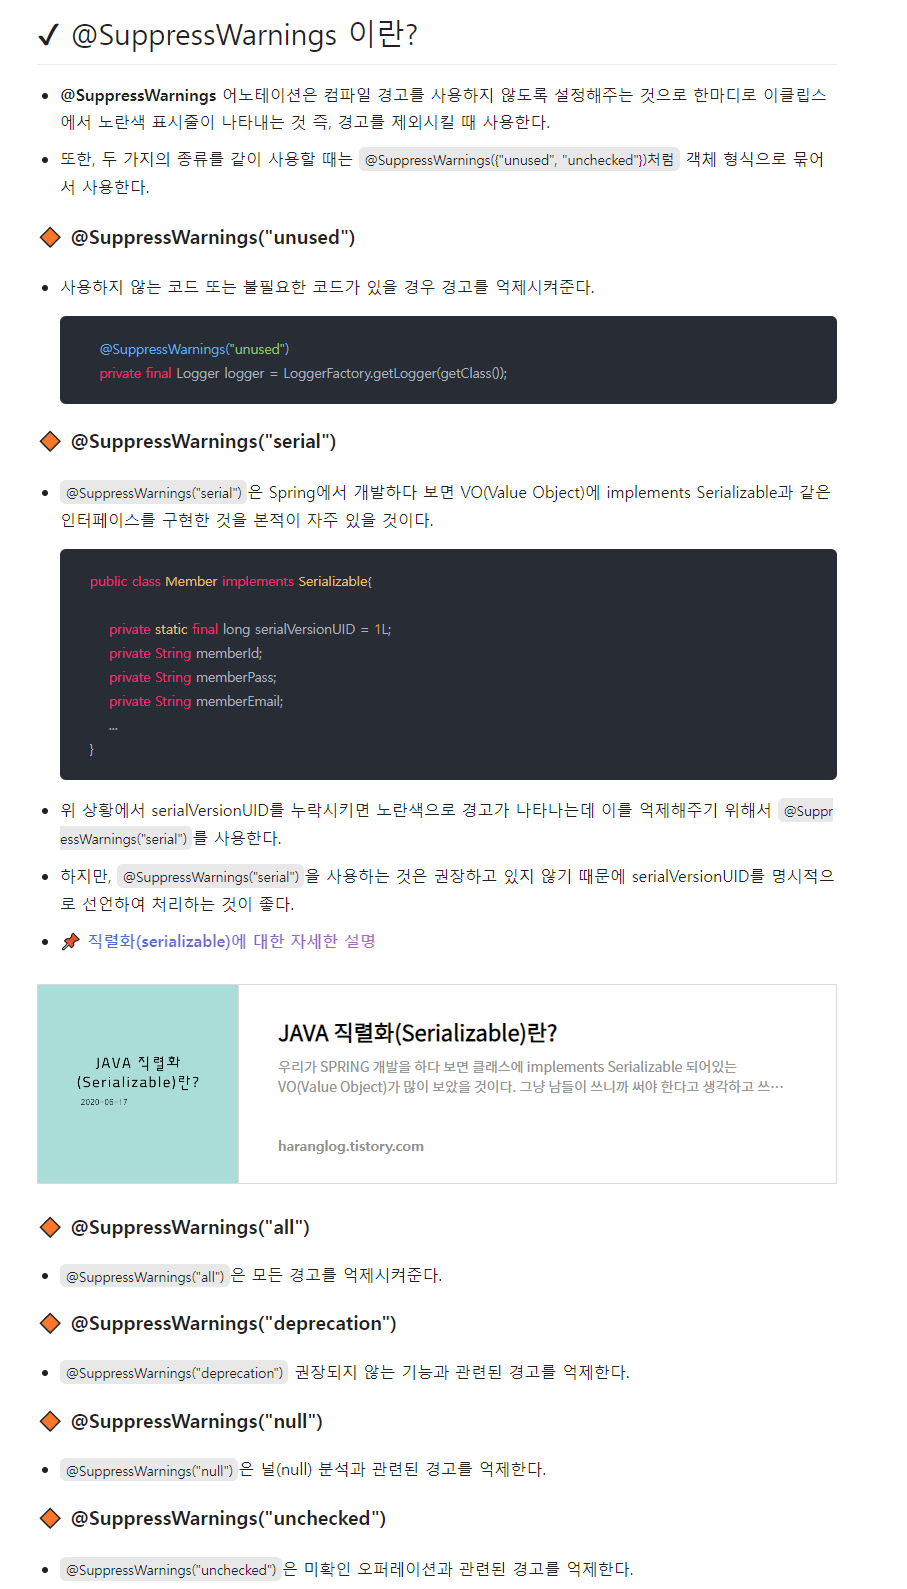 ✓ @SuppressWarnings 이란?
• @SuppressWarnings 어노테이션은 컴파일 경고를 사용하지 않도록 설정해주는 것으로 한마디로 이클립스
에서 노란색 표시줄이 나타내는 것 즉, 경고를 제외시킬 때 사용한다.
• 또한, 두 가지의 종류를 같이 사용할 때는 @SuppressWarnings({"unused", "unchecked"})처럼 객체 형식으로 묶어
서 사용한다.
@SuppressWarnings("unused")
• 사용하지 않는 코드 또는 불필요한 코드가 있을 경우 경고를 억제시켜준다.
@SuppressWarnings("unused")
private final Logger logger = LoggerFactory.getLogger(getClass());
@SuppressWarnings("serial")
• @SuppressWarnings("serial")은 Spring에서 개발하다 보면 VO(Value Object)에 implements Serializable과 같은
인터페이스를 구현한 것을 본적이 자주 있을 것이다.
public class Member implements Serializable{
private static final long serialVersionUID = 1L;
private String memberId;
private String memberPass;
private String memberEmail;
...
}
• 위 상황에서 serialVersionUID를 누락시키면 노란색으로 경고가 나타나는데 이를 억제해주기 위해서 @Suppr
essWarnings("serial")를 사용한다.
• 하지만, @SuppressWarnings("serial")을 사용하는 것은 권장하고 있지 않기 때문에 serialVersionUID를 명시적으
로 선언하여 처리하는 것이 좋다.
• 📌 직렬화(serializable)에 대한 자세한 설명
JAVA 직렬화
(Serializable)란?
2020-06-17
JAVA 직렬화(Serializable)란?
우리가 SPRING 개발을 하다 보면 클래스에 implements Serializable 되어있는
VO(Value Object)가 많이 보았을 것이다. 그냥 남들이 쓰니까 써야 한다고 생각하고 쓰…
haranglog.tistory.com
@SuppressWarnings("all")
• @SuppressWarnings("all")은 모든 경고를 억제시켜준다.
@SuppressWarnings("deprecation")
• @SuppressWarnings("deprecation") 권장되지 않는 기능과 관련된 경고를 억제한다.
@SuppressWarnings("null")
• @SuppressWarnings("null")은 널(null) 분석과 관련된 경고를 억제한다.
@SuppressWarnings("unchecked")
• @SuppressWarnings("unchecked")은 미확인 오퍼레이션과 관련된 경고를 억제한다.